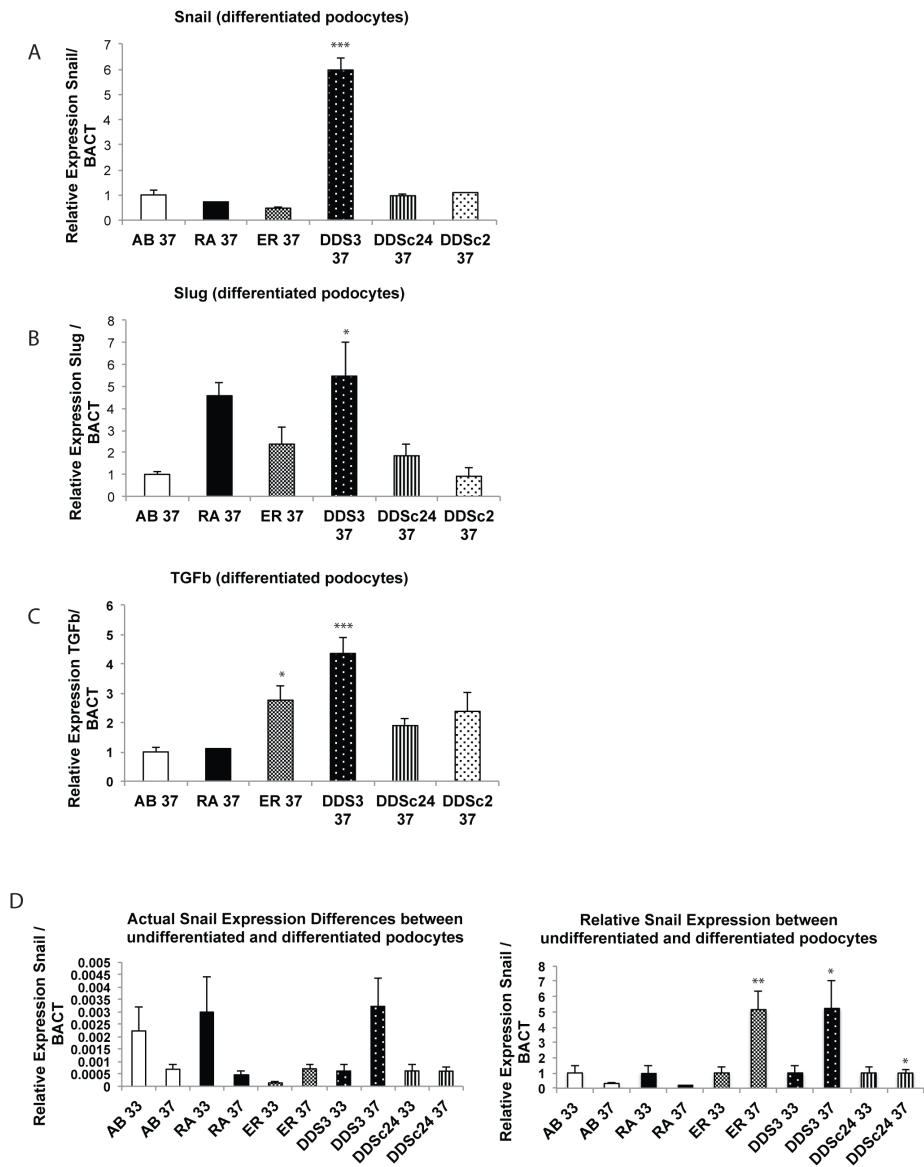 A
Snail (differentiated podocytes)
Relative Expression Snail/
BACT
7
6
5
4
3
2
1
0
***
AB 37
RA 37
ER 37
DDS3
37
DDSc24
37
DDSc2
37
B
Slug (differentiated podocytes)
Relative Expression Slug /
BACT
8
7
6
5
4
3
2
1
0
*
AB 37
RA 37
ER 37
DDS3
37
DDSc24
37
DDSc2
37
C
TGFb (differentiated podocytes)
Relative Expression TGFb/
BACT
6
5
4
3
2
1
0
*
***
AB 37
RA 37
ER 37
DDS3
37
DDSc24
37
DDSc2
37
D
Actual Snail Expression Differences between
undifferentiated and differentiated podocytes
Relative Expression Snail /
BACT
0.005
0.0045
0.004
0.0035
0.003
0.0025
0.002
0.0015
0.001
0.0005
0
AB 33
AB 37
RA 33
RA 37
ER 33
ER 37
DDS3 33
DDS3 37
DDSc24 33
DDSc24 37
Relative Snail Expression between
undifferentiated and differentiated podocytes
Relative Expression Snail /
BACT
8
7
6
5
4
3
2
1
0
**
*
*
AB 33
AB 37
RA 33
RA 37
ER 33
ER 37
DDS3 33
DDS3 37
DDSc24 33
DDSc24 37